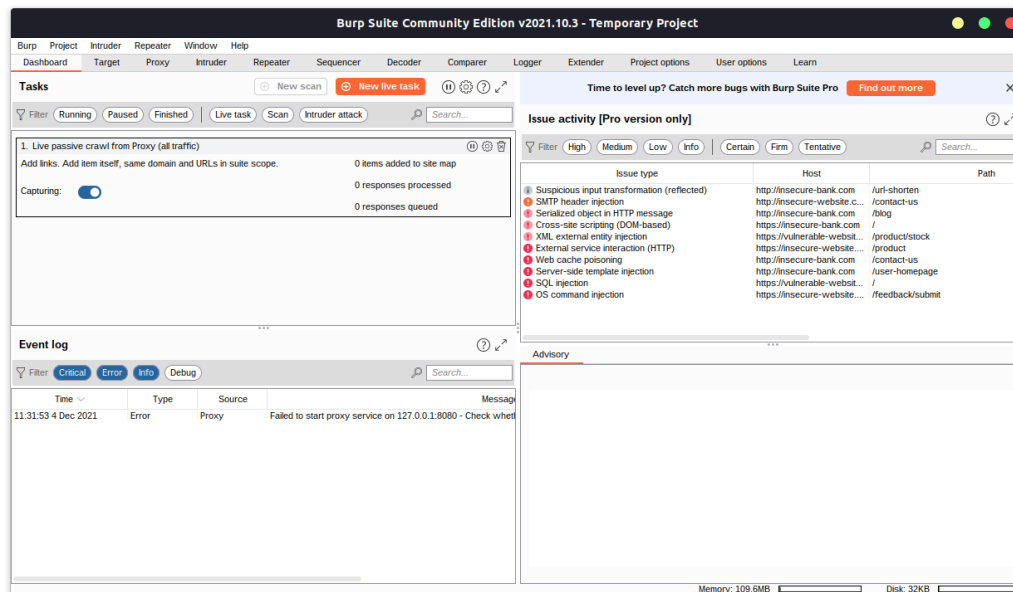 Burp Suite Community Edition v2021.10.3 - Temporary Project
Burp Project Intruder Repeater Window Help
Dashboard Target Proxy Intruder Repeater Sequencer Decoder Comparer Logger Extender Project options User options Learn
Tasks
New scan
New live task
Filter Running Paused Finished Live task Scan Intruder attack Search...
1. Live passive crawl from Proxy (all traffic)
Add links. Add item itself, same domain and URLs in suite scope.
0 items added to site map
Capturing:
0 responses processed
0 responses queued
Event log
Filter Critical Error Info Debug Search...
Time Type Source Message
11:31:53 4 Dec 2021 Error Proxy Failed to start proxy service on 127.0.0.1:8080 - Check whet
Time to level up? Catch more bugs with Burp Suite Pro
Find out more
Issue activity [Pro version only]
Filter High Medium Low Info Certain Firm Tentative Search...
Issue type Host Path
Suspicious input transformation (reflected) http://insecure-bank.com /url-shorten
SMTP header injection http://insecure-website.c... /contact-us
Serialized object in HTTP message http://insecure-bank.com /blog
Cross-site scripting (DOM-based) http://insecure-bank.com /
XML external entity injection https://vulnerable-websit... /product/stock
External service interaction (HTTP) https://insecure-website.... /product
Web cache poisoning http://insecure-bank.com /contact-us
Server-side template injection http://insecure-bank.com /user-homepage
SQL injection https://vulnerable-websit... /
OS command injection https://insecure-website.... /feedback/submit
Advisory
Memory: 109.6MB Disk: 32KB